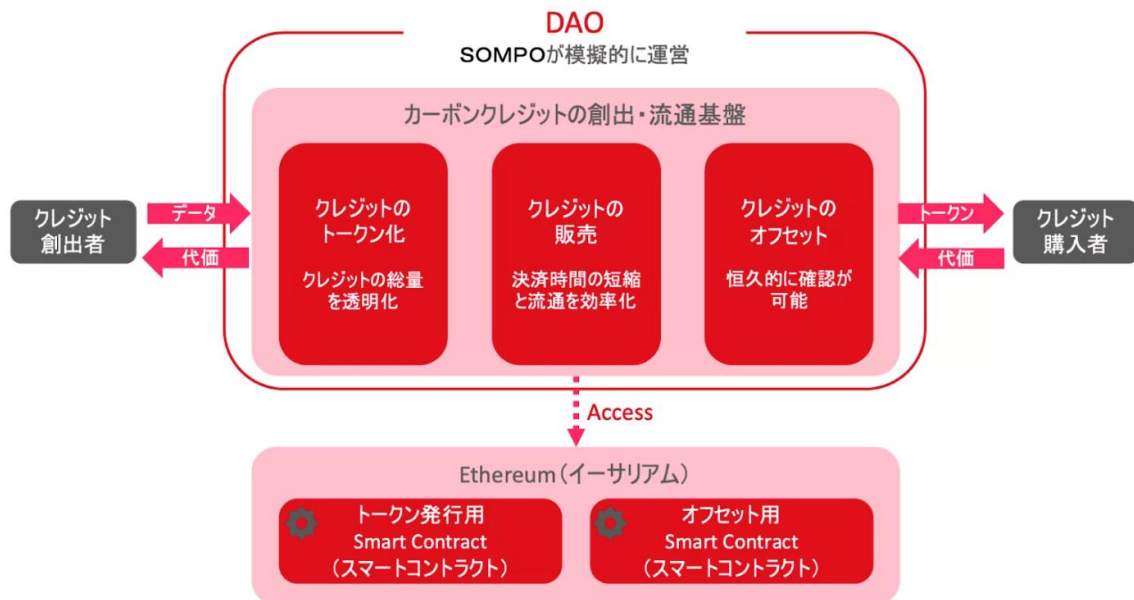 DAO
SOMPOが模擬的に運営
カーボンクレジットの創出・流通基盤
クレジット
創出者
データ
代価
クレジットの
トークン化
クレジットの総量
を透明化
クレジットの
販売
決済時間の短縮
と流通を効率化
クレジットの
オフセット
恒久的に確認が
可能
トークン
代価
クレジット
購入者
Access
Ethereum(イーサリアム)
トークン発行用
Smart Contract
(スマートコントラクト)
オフセット用
Smart Contract
(スマートコントラクト)